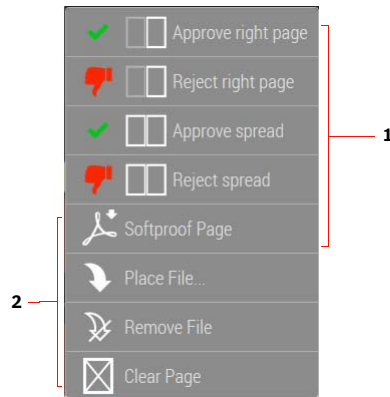 Approve right page
Reject right page
Approve spread
1
Reject spread
Softproof Page
Place File...
2
Remove File
Clear Page